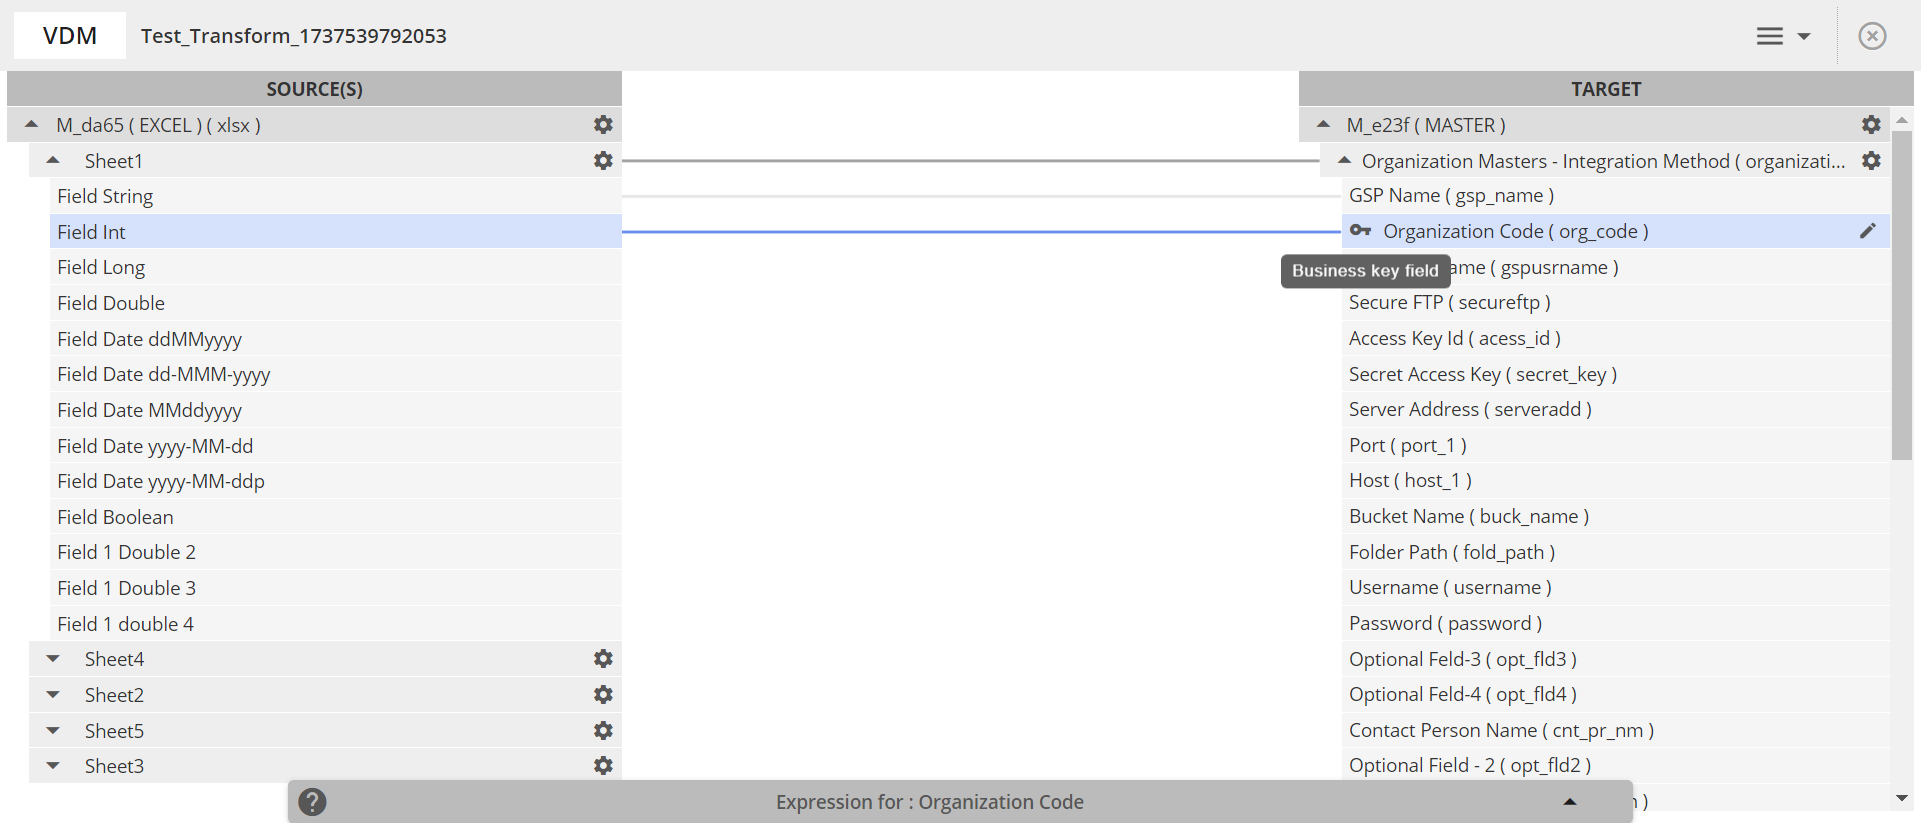 VDM
Test_Transform_1737539792053
SOURCE(S)
M_da65 ( EXCEL ) ( xlsx )
Sheet1
Field String
Field Int
Field Long
Field Double
Field Date ddMMyyyy
Field Date dd-MMM-yyyy
Field Date MMddyyyy
Field Date yyyy-MM-dd
Field Date yyyy-MM-ddp
Field Boolean
Field 1 Double 2
Field 1 Double 3
Field 1 double 4
Sheet4
Sheet2
Sheet5
Sheet3
TARGET
M_e23f ( MASTER )
Organization Masters - Integration Method ( organizati...
GSP Name ( gsp_name )
Organization Code ( org_code )
Business key field
ame ( gspusrname )
Secure FTP ( secureftp )
Access Key Id ( acess_id )
Secret Access Key ( secret_key )
Server Address ( serveradd )
Port ( port_1 )
Host ( host_1 )
Bucket Name ( buck_name )
Folder Path ( fold_path )
Username ( username )
Password ( password )
Optional Feld-3 ( opt_fld3 )
Optional Feld-4 ( opt_fld4 )
Contact Person Name ( cnt_pr_nm )
Optional Field - 2 ( opt_fld2 )
Expression for : Organization Code